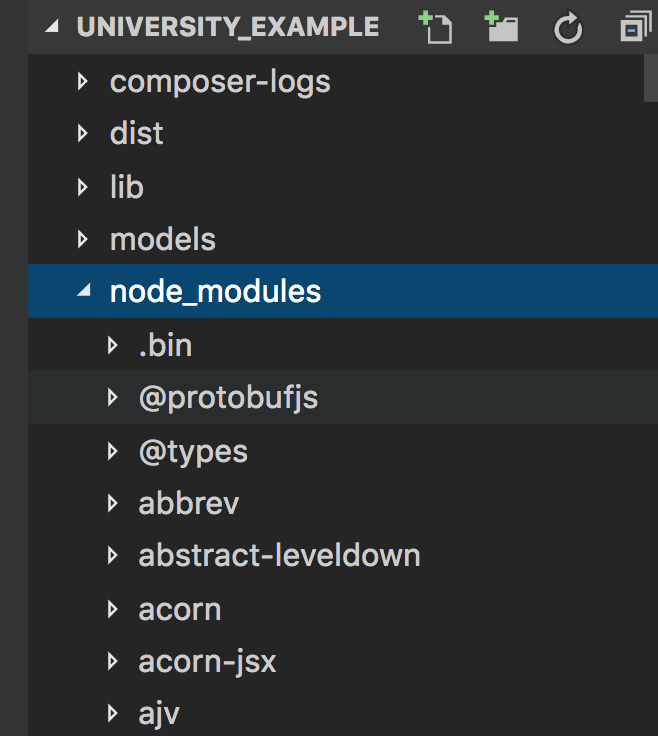 UNIVERSITY_EXAMPLE
composer-logs
dist
lib
models
node_modules
.bin
@protobufjs
@types
abbrev
abstract-leveldown
acorn
acorn-jsx
ajv